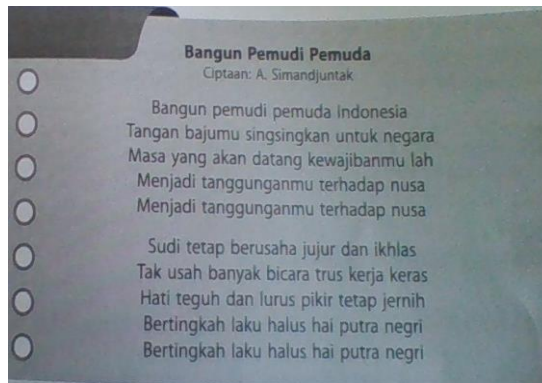 Bangun Pemudi Pemuda
Ciptaan: A. Simandjuntak
Bangun pemudi pemuda indonesia
Tangan bajumu singsingkan untuk negara
Masa yang akan datang kewajibanmu lah
Menjadi tanggunganmu terhadap nusa
Menjadi tanggunganmu terhadap nusa
Sudi tetap berusaha jujur dan ikhlas
Tak usah banyak bicara trus kerja keras
Hati teguh dan lurus pikir tetap jernih
Bertingkah laku halus hai putra negri
Bertingkah laku halus hai putra negri